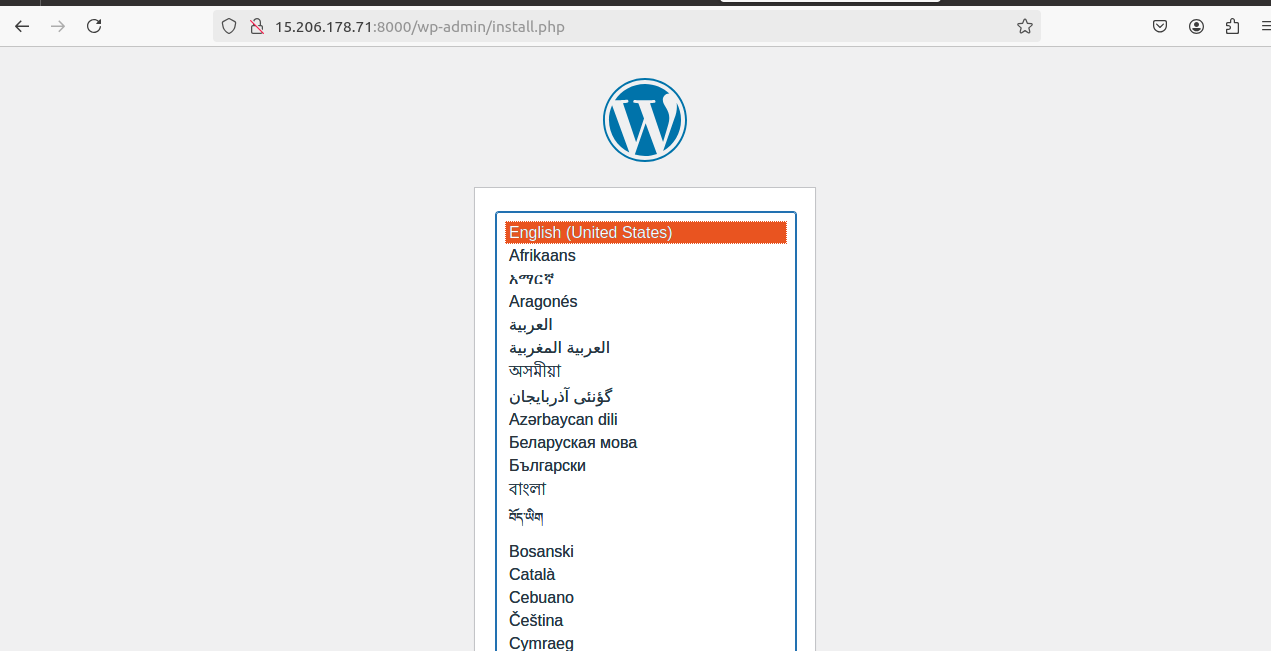 15.206.178.71:8000/wp-admin/install.php
W
English (United States)
Afrikaans
አማርኛ
Aragonés
العربية
العربية المغربية
অসমীয়া
گؤنئی آذربایجان
Azərbaycan dili
Беларуская мова
Български
বাংলা
བོད་ཡིག
Bosanski
Català
Cebuano
Čeština
Cymraeg